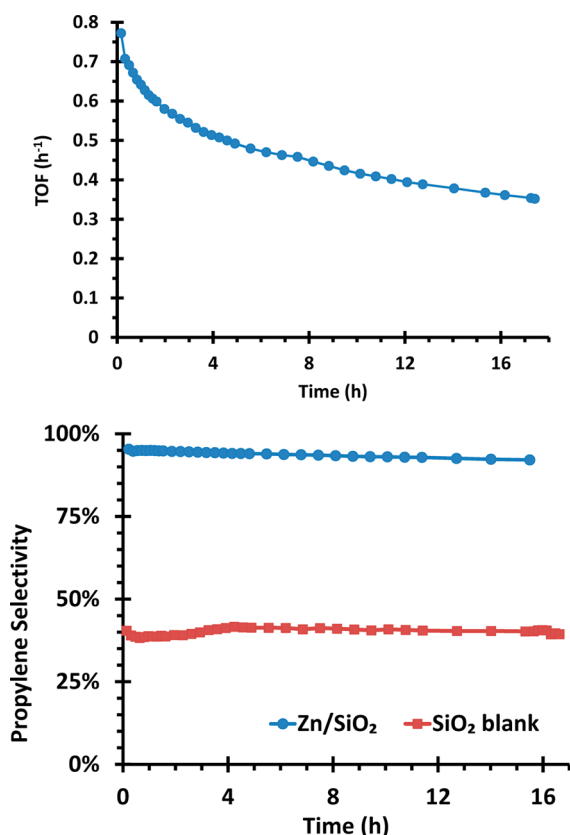 0.8
0.7
0.6
0.5
0.4
0.3
0.2
0.1
0
TOF (h⁻¹)
0 4 8 12 16
Time (h)
100%
75%
50%
25%
0%
Propylene Selectivity
Zn/SiO₂ SiO₂ blank
0 4 8 12 16
Time (h)